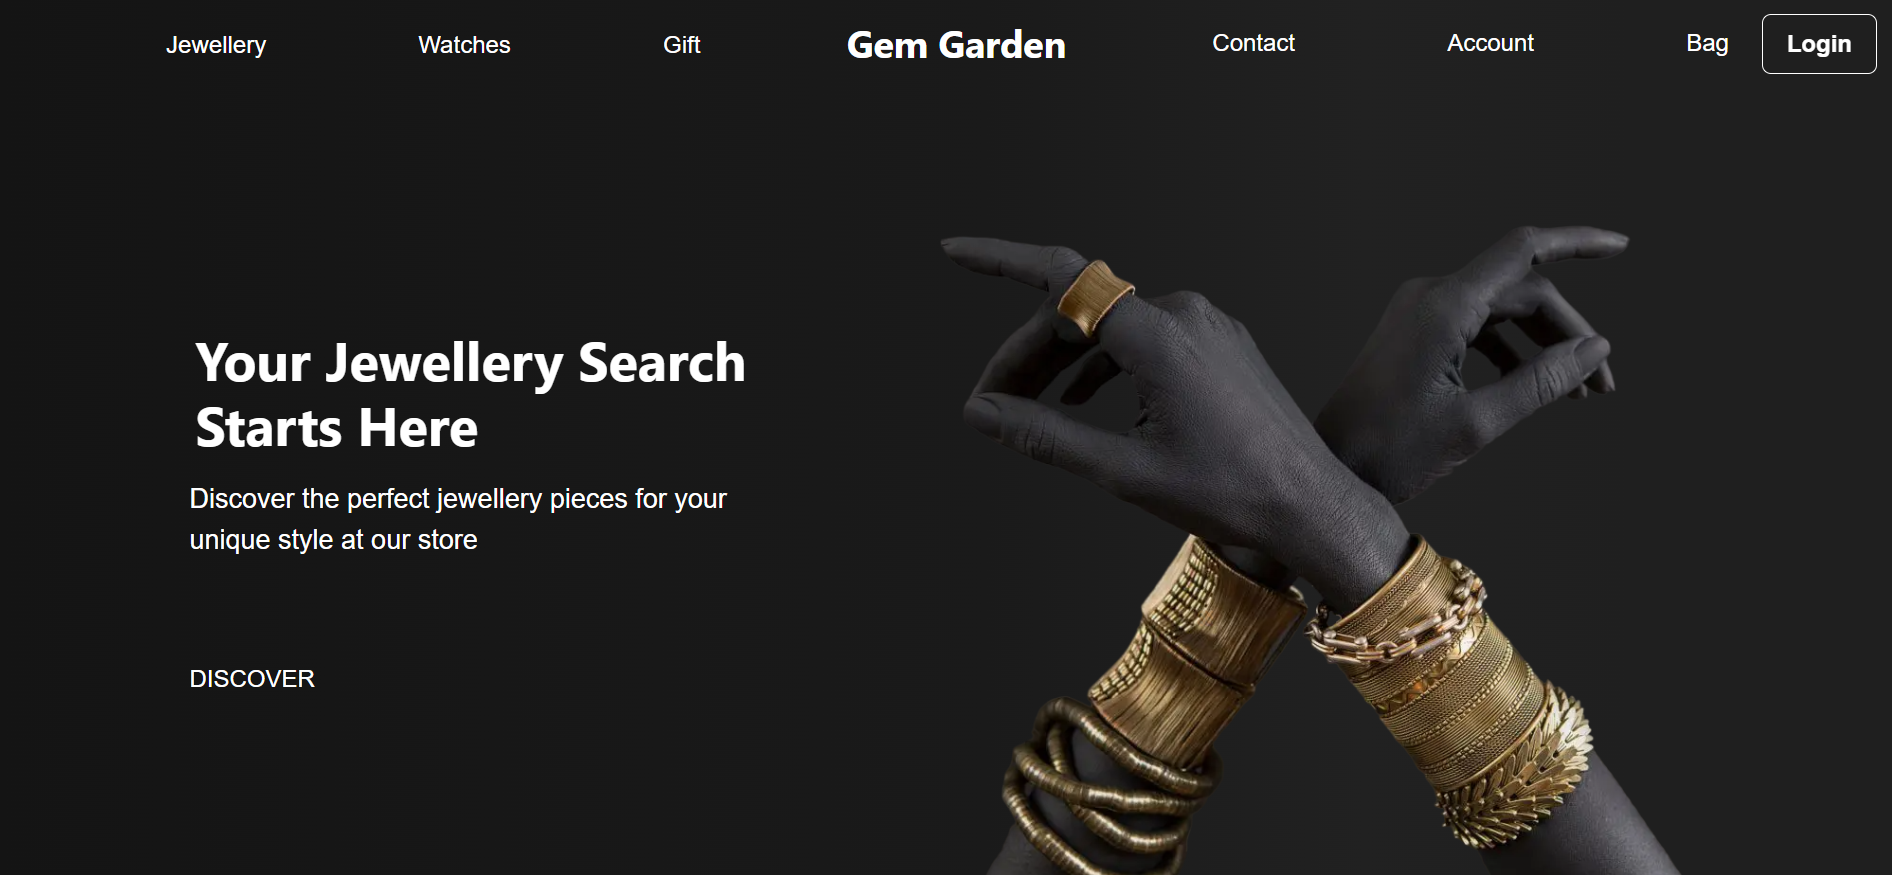 Jewellery Watches Gift Gem Garden Contact Account Bag Login
Your Jewellery Search
Starts Here
Discover the perfect jewellery pieces for your
unique style at our store
DISCOVER